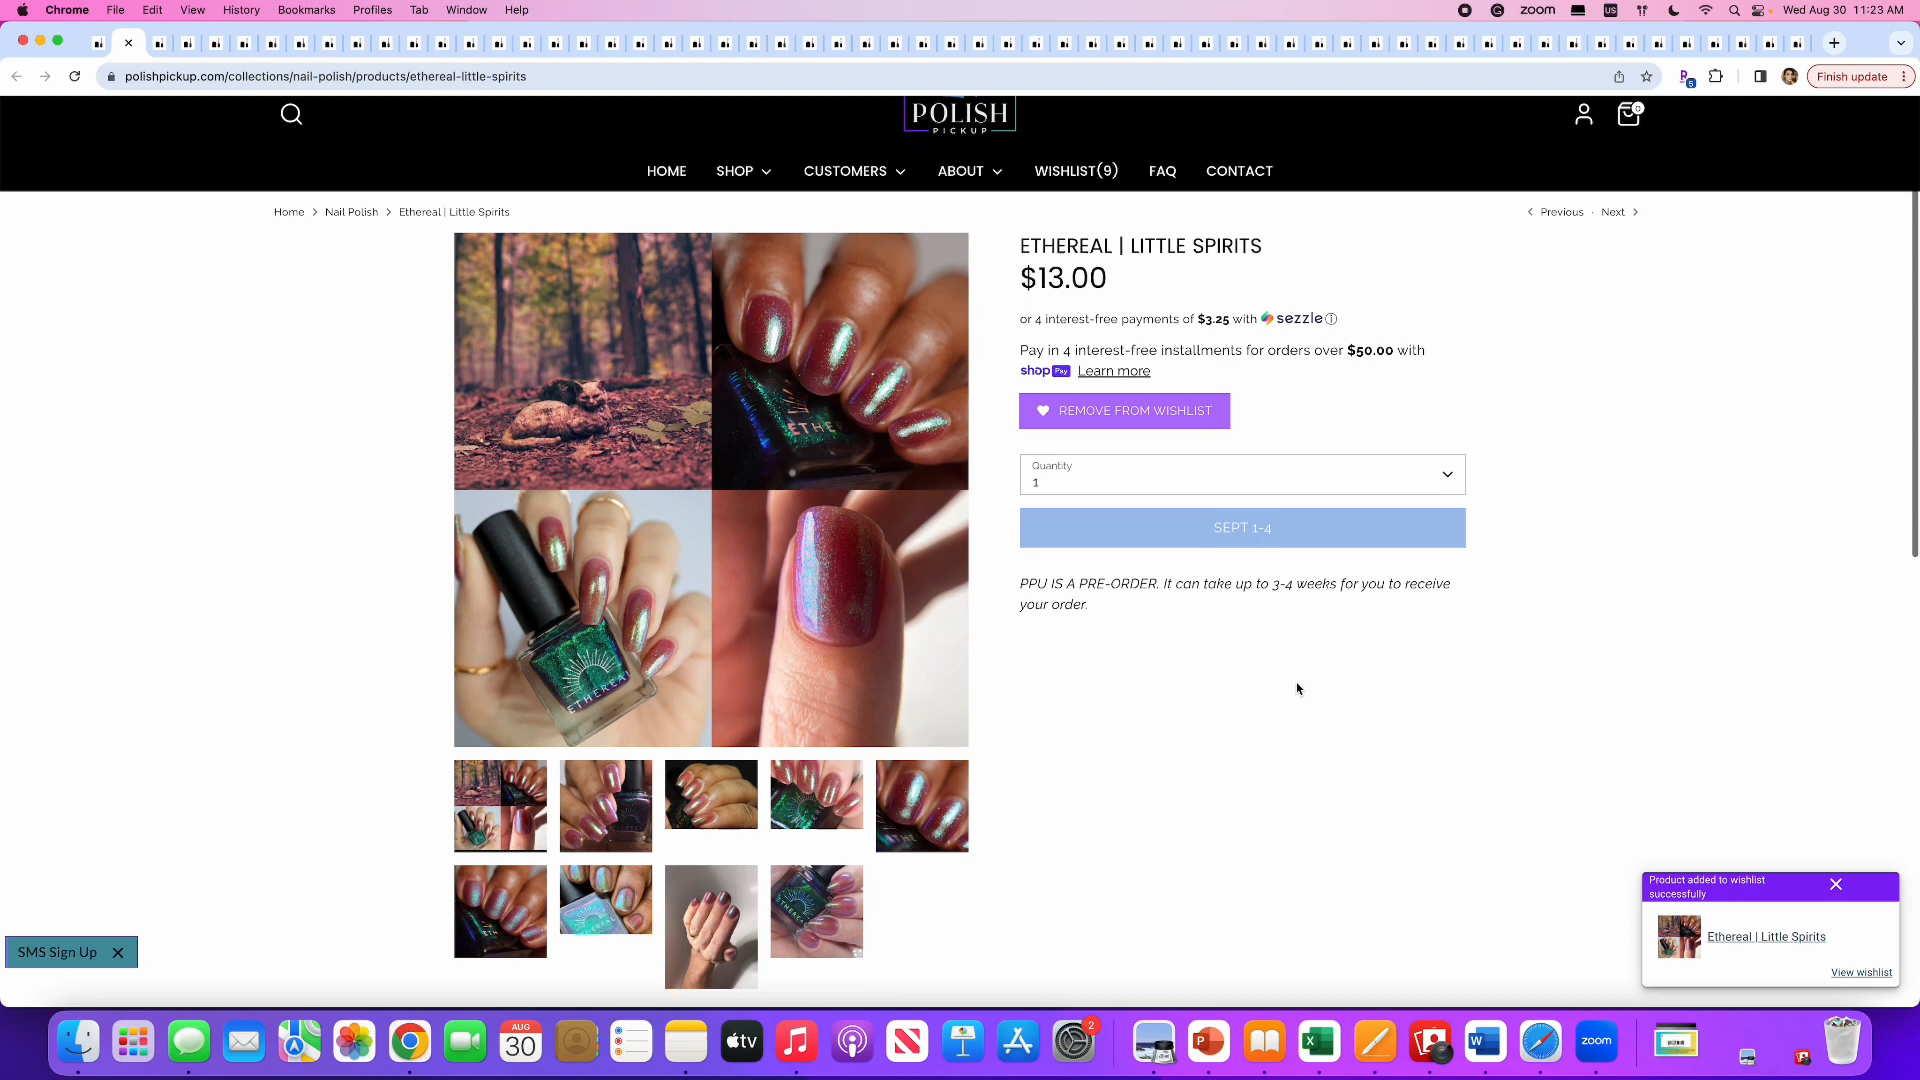 Chrome File Edit View History Bookmarks Profiles Tab Window Help
zoom US Wed Aug 30 11:23 AM
polishpickup.com/collections/nail-polish/products/ethereal-little-spirits
Finish update
POLISH
PICKUP
0
HOME SHOP CUSTOMERS ABOUT WISHLIST(9) FAQ CONTACT
Home > Nail Polish > Ethereal | Little Spirits
< Previous · Next >
ETHEREAL | LITTLE SPIRITS
$13.00
or 4 interest-free payments of $3.25 with sezzle
Pay in 4 interest-free installments for orders over $50.00 with
shop Pay Learn more
REMOVE FROM WISHLIST
Quantity
1
SEPT 1-4
PPU IS A PRE-ORDER. It can take up to 3-4 weeks for you to receive
your order.
ETHER
ETHEREAL
Product added to wishlist
successfully
Ethereal | Little Spirits
View wishlist
SMS Sign Up
AUG
30
tv
2
P
X
W
zoom